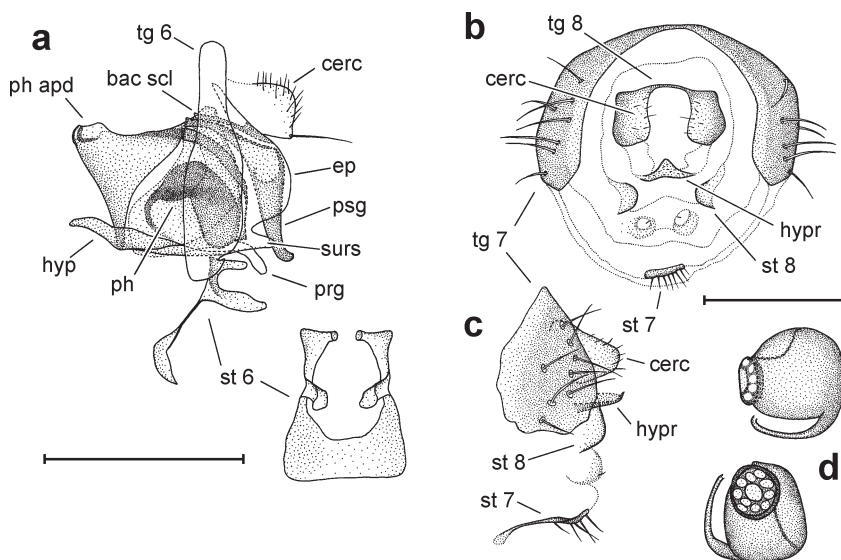 a
tg 6
cerc
bac scl
ph apd
ep
psg
surs
hyp
ph
prg
st 6
b
tg 8
cerc
hypr
tg 7
st 8
st 7
c
cerc
hypr
st 8
st 7
d